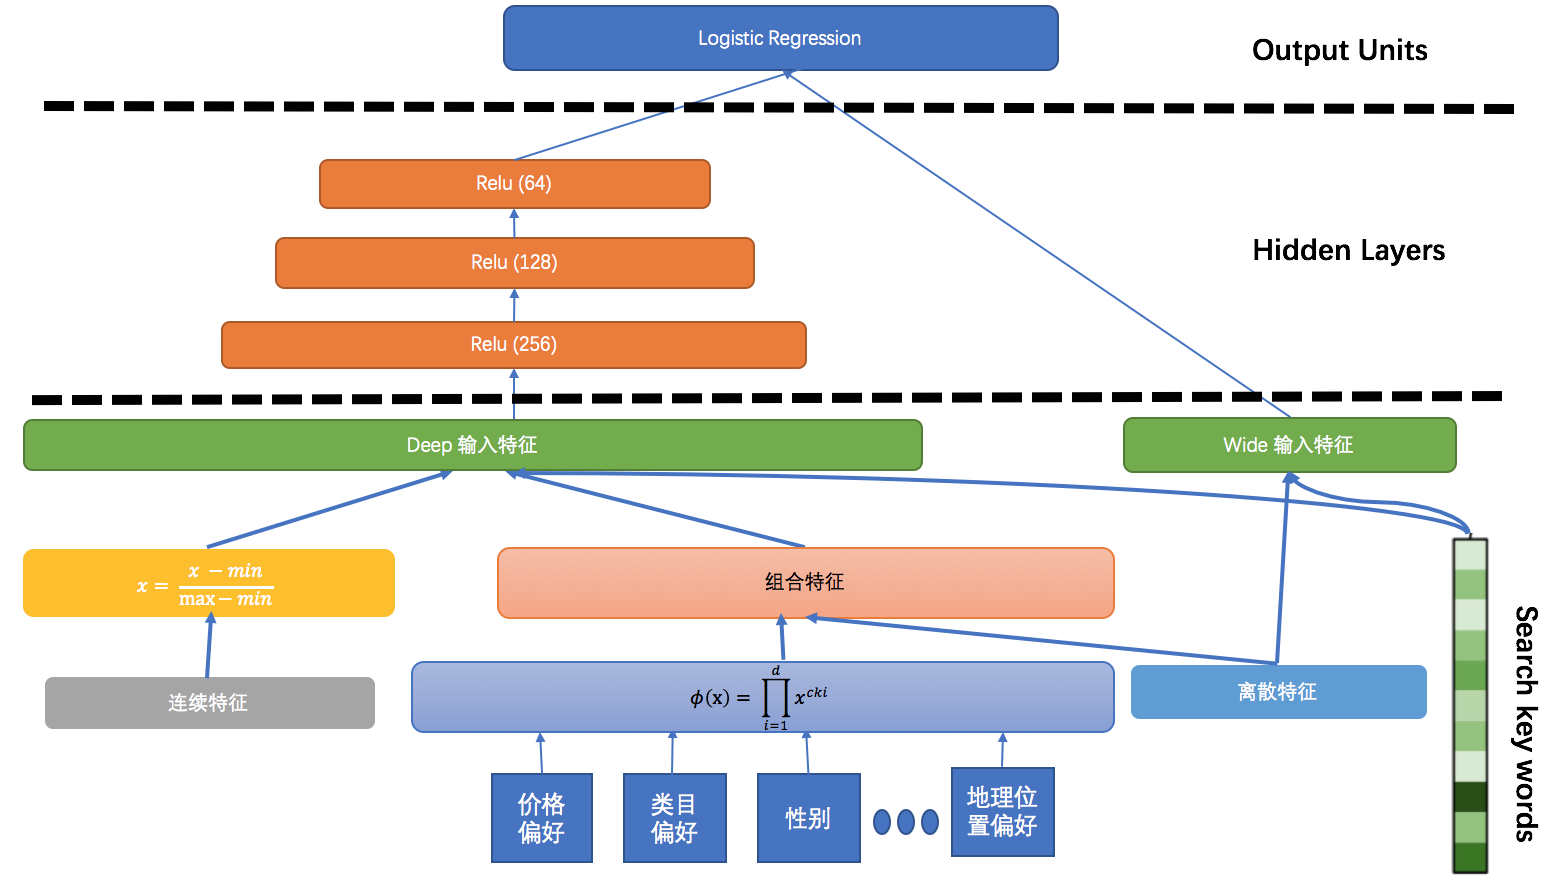 Logistic Regression
Output Units
Relu (64)
Relu (128)
Hidden Layers
Relu (256)
Deep 输入特征
Wide 输入特征
x = x − min / max − min
组合特征
连续特征
ϕ(x) = ∏_{i=1}^{d} x^{cki}
离散特征
Search key words
价格
偏好
类目
偏好
性别
地理位
置偏好